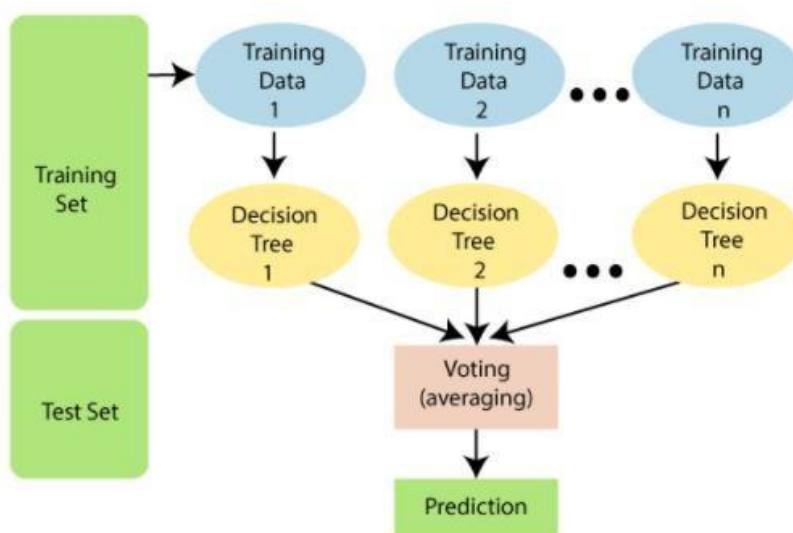 Training
Set
Test Set
Training
Data
1
Training
Data
2
Training
Data
n
Decision
Tree
1
Decision
Tree
2
Decision
Tree
n
Voting
(averaging)
Prediction